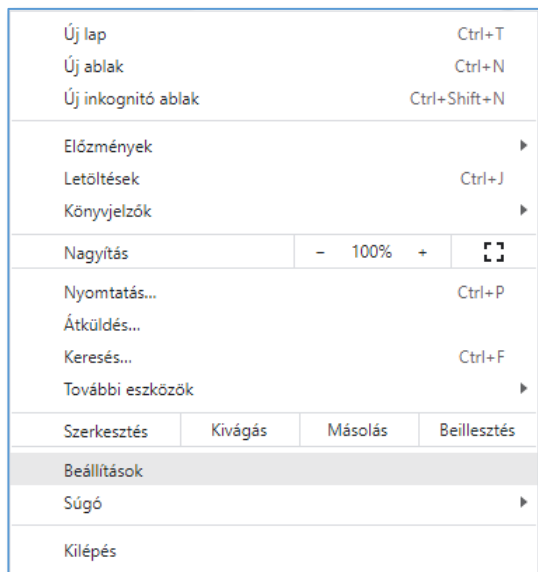 Új lap Ctrl+T
Új ablak Ctrl+N
Új inkognitó ablak Ctrl+Shift+N
Előzmények
Letöltések Ctrl+J
Könyvjelzők
Nagyítás − 100% +
Nyomtatás... Ctrl+P
Átküldés...
Keresés... Ctrl+F
További eszközök
Szerkesztés Kivágás Másolás Beillesztés
Beállítások
Súgó
Kilépés